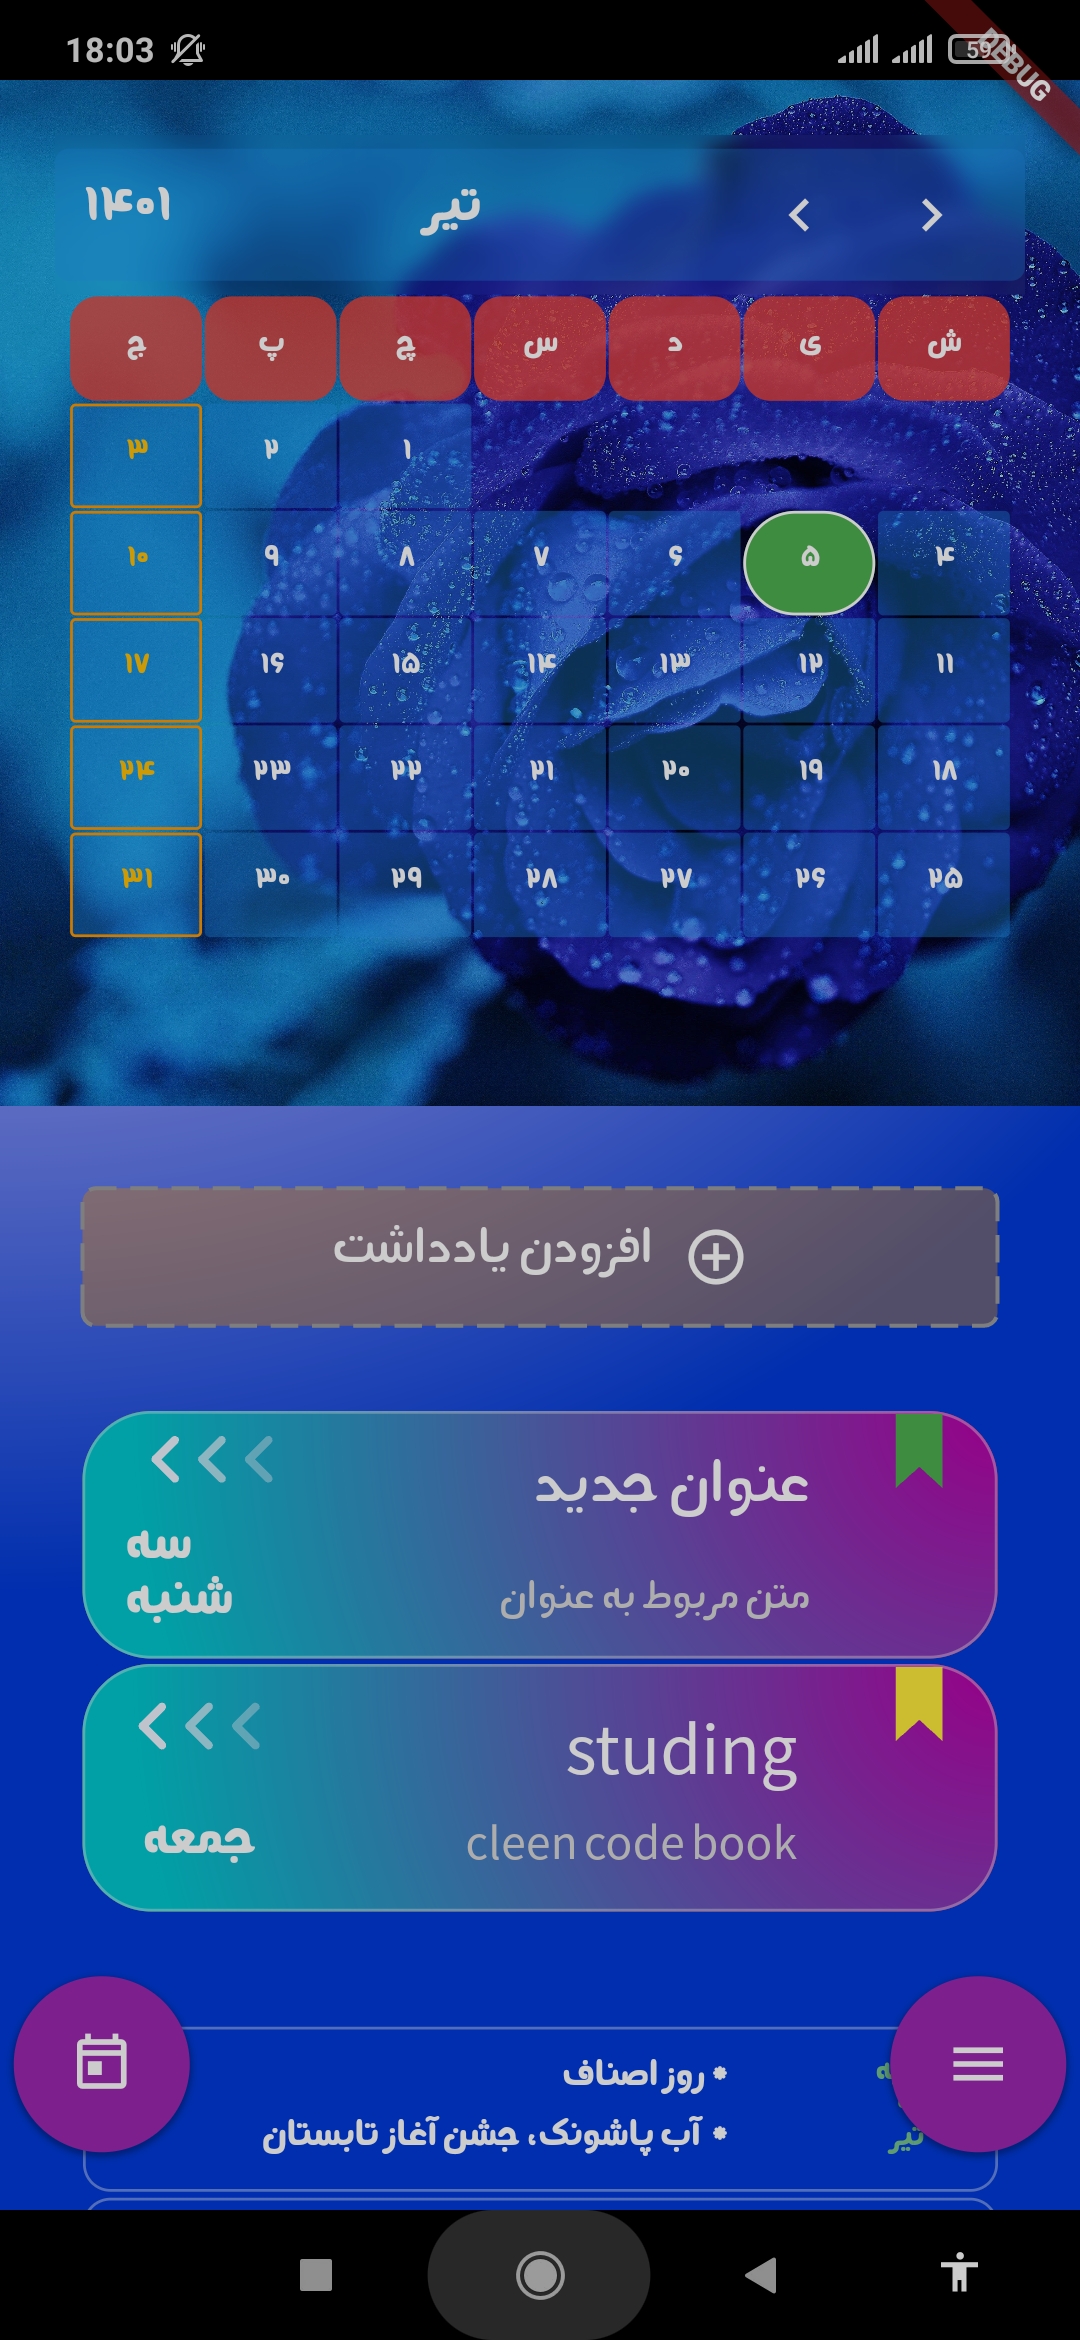 18:03
59
DEBUG
تیر ۱۴۰۱
ش ی د س چ پ ج
۱ ۲ ۳
۴ ۵ ۶ ۷ ۸ ۹ ۱۰
۱۱ ۱۲ ۱۳ ۱۴ ۱۵ ۱۶ ۱۷
۱۸ ۱۹ ۲۰ ۲۱ ۲۲ ۲۳ ۲۴
۲۵ ۲۶ ۲۷ ۲۸ ۲۹ ۳۰ ۳۱
افزودن یادداشت
عنوان جدید
متن مربوط به عنوان
سه
شنبه
studing
cleen code book
جمعه
* روز اصناف
* آب پاشونک، جشن آغاز تابستان
تیر